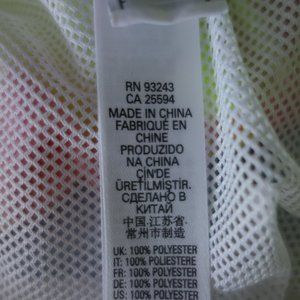 RN 93243
CA 25594
MADE IN CHINA
FABRIQUÉ EN
CHINE
PRODUZIDO
NA CHINA
ÇİN'DE
ÜRETİLMİŞTİR.
СДЕЛАНО В
КИТАЙ
中国.江苏省.
常州市制造
UK: 100% POLYESTER
IT: 100% POLIESTERE
FR: 100% POLYESTER
DE: 100% POLYESTER
US: 100% POLYESTER